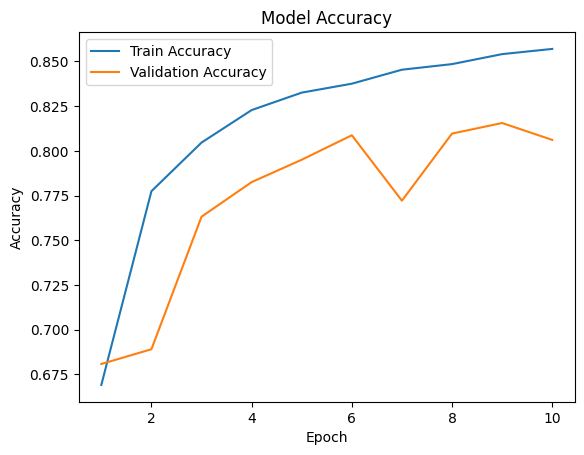 Model Accuracy
Train Accuracy
Validation Accuracy
0.850
0.825
0.800
0.775
0.750
0.725
0.700
0.675
Accuracy
2 4 6 8 10
Epoch